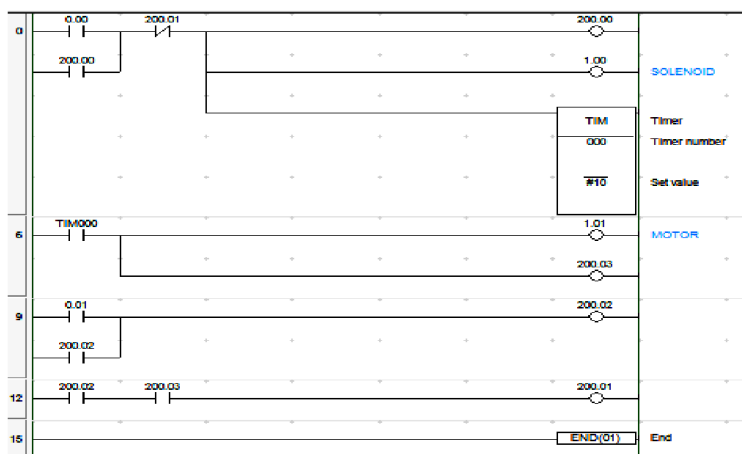 0.00 200.01 200.00
0
200.00 1.00
SOLENOID
TIM Timer
000 Timer number
#10 Set value
TIM000 1.01
6 MOTOR
200.03
0.01 200.02
9
200.02
200.02 200.03 200.01
12
15 END(01) End